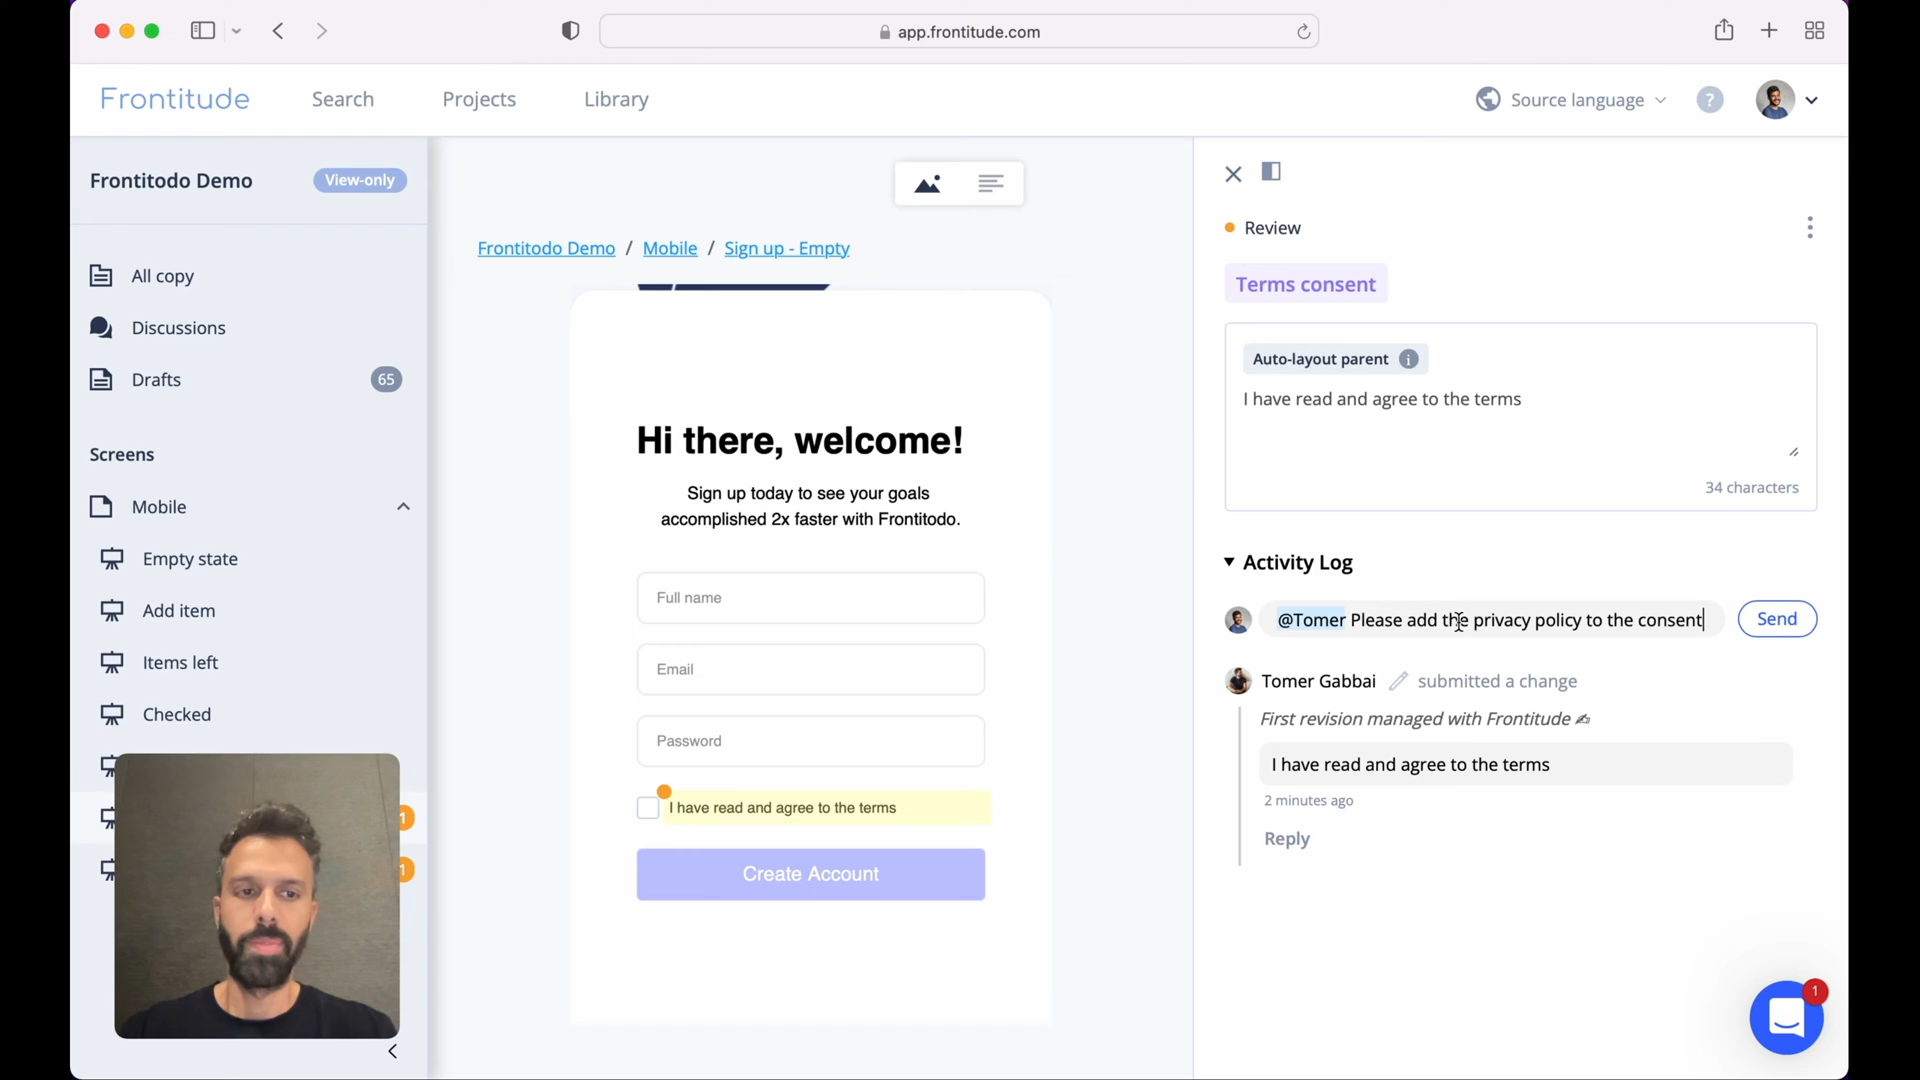 app.frontitude.com
Frontitude
Search
Projects
Library
Source language
?
Frontitodo Demo
View-only
All copy
Discussions
Drafts
65
Screens
Mobile
Empty state
Add item
Items left
Checked
1
1
Frontitodo Demo / Mobile / Sign up - Empty
Hi there, welcome!
Sign up today to see your goals
accomplished 2x faster with Frontitodo.
Full name
Email
Password
I have read and agree to the terms
Create Account
Review
Terms consent
Auto-layout parent i
I have read and agree to the terms
34 characters
Activity Log
@Tomer Please add the privacy policy to the consent
Send
Tomer Gabbai submitted a change
First revision managed with Frontitude ✍
I have read and agree to the terms
2 minutes ago
Reply
1